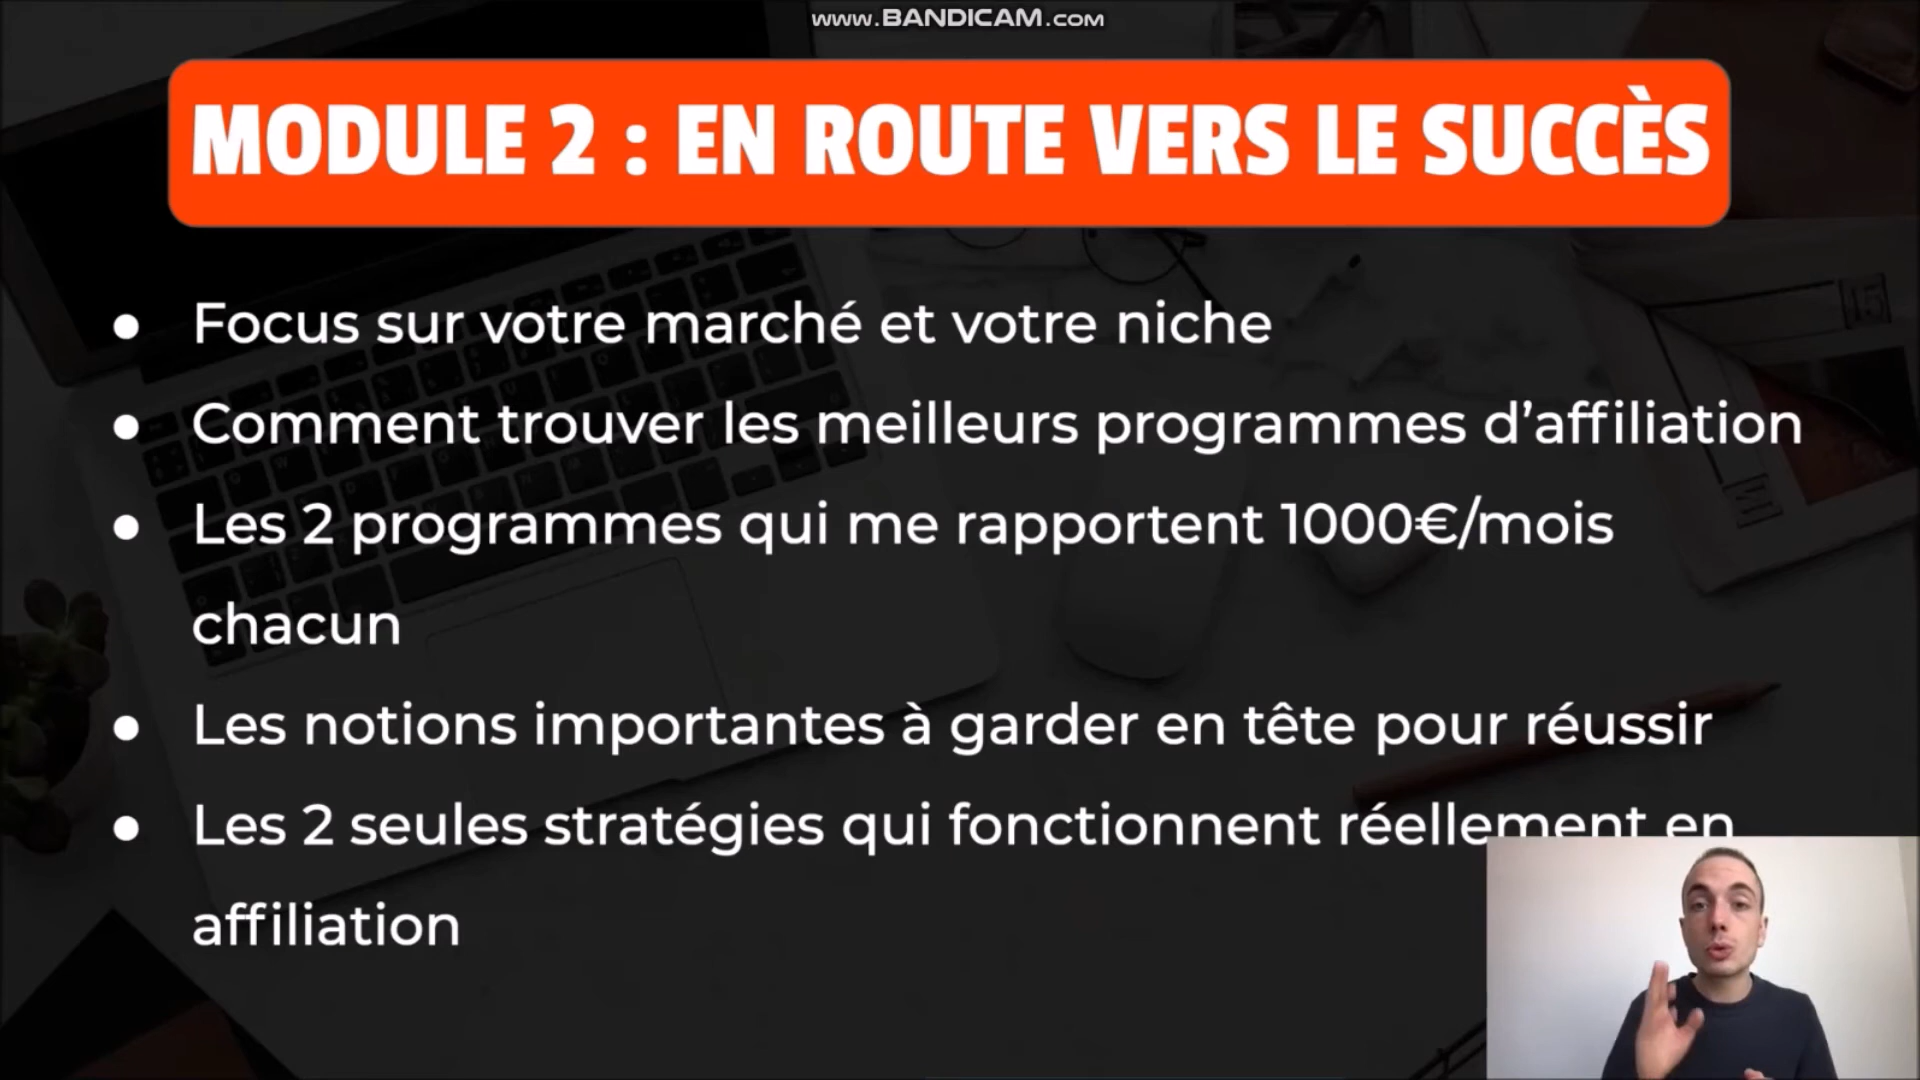 www.BANDICAM.com
MODULE 2 : EN ROUTE VERS LE SUCCÈS
● Focus sur votre marché et votre niche
● Comment trouver les meilleurs programmes d’affiliation
● Les 2 programmes qui me rapportent 1000€/mois
chacun
● Les notions importantes à garder en tête pour réussir
● Les 2 seules stratégies qui fonctionnent réellement en
affiliation